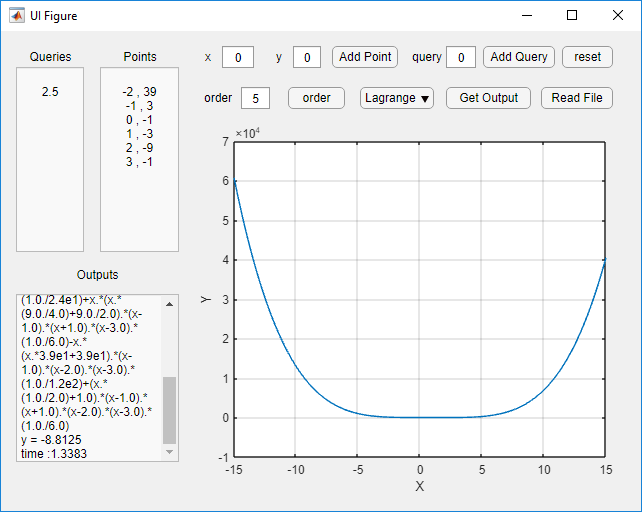 UI Figure
Queries
Points
x 0 y 0 Add Point query 0 Add Query reset
order 5 order Lagrange ▼ Get Output Read File
2.5
-2 , 39
-1 , 3
0 , -1
1 , -3
2 , -9
3 , -1
Outputs
(1.0./2.4e1)+x.*(x.*
(9.0./4.0)+9.0./2.0).*(x-
1.0).*(x+1.0).*(x-3.0).*
(1.0./6.0)-x.*
(x.*3.9e1+3.9e1).*(x-
1.0).*(x-2.0).*(x-3.0).*
(1.0./1.2e2)+(x.*
(1.0./2.0)+1.0).*(x-1.0).*
(x+1.0).*(x-2.0).*(x-3.0).*
(1.0./6.0)
y = -8.8125
time :1.3383
×10⁴
7
6
5
4
3
2
1
0
-1
Y
-15 -10 -5 0 5 10 15
X